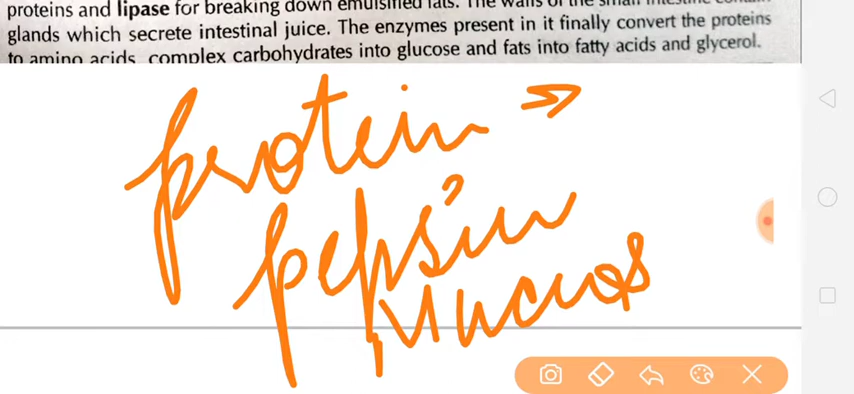 proteins and lipase for breaking down emulsified fats. The walls of the small intestine contain
glands which secrete intestinal juice. The enzymes present in it finally convert the proteins
to amino acids, complex carbohydrates into glucose and fats into fatty acids and glycerol.
protein →
pepsin
Mucus